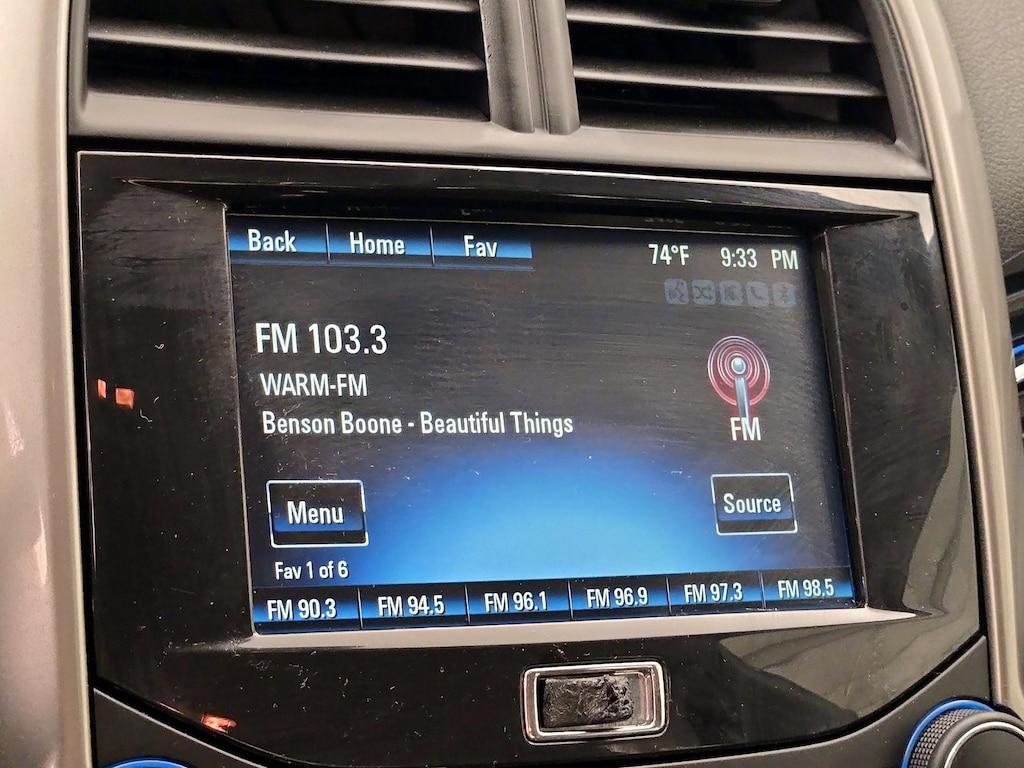 Back Home Fav 74°F 9:33 PM
FM 103.3
WARM-FM
Benson Boone - Beautiful Things
FM
Menu
Source
Fav 1 of 6
FM 90.3 FM 94.5 FM 96.1 FM 96.9 FM 97.3 FM 98.5